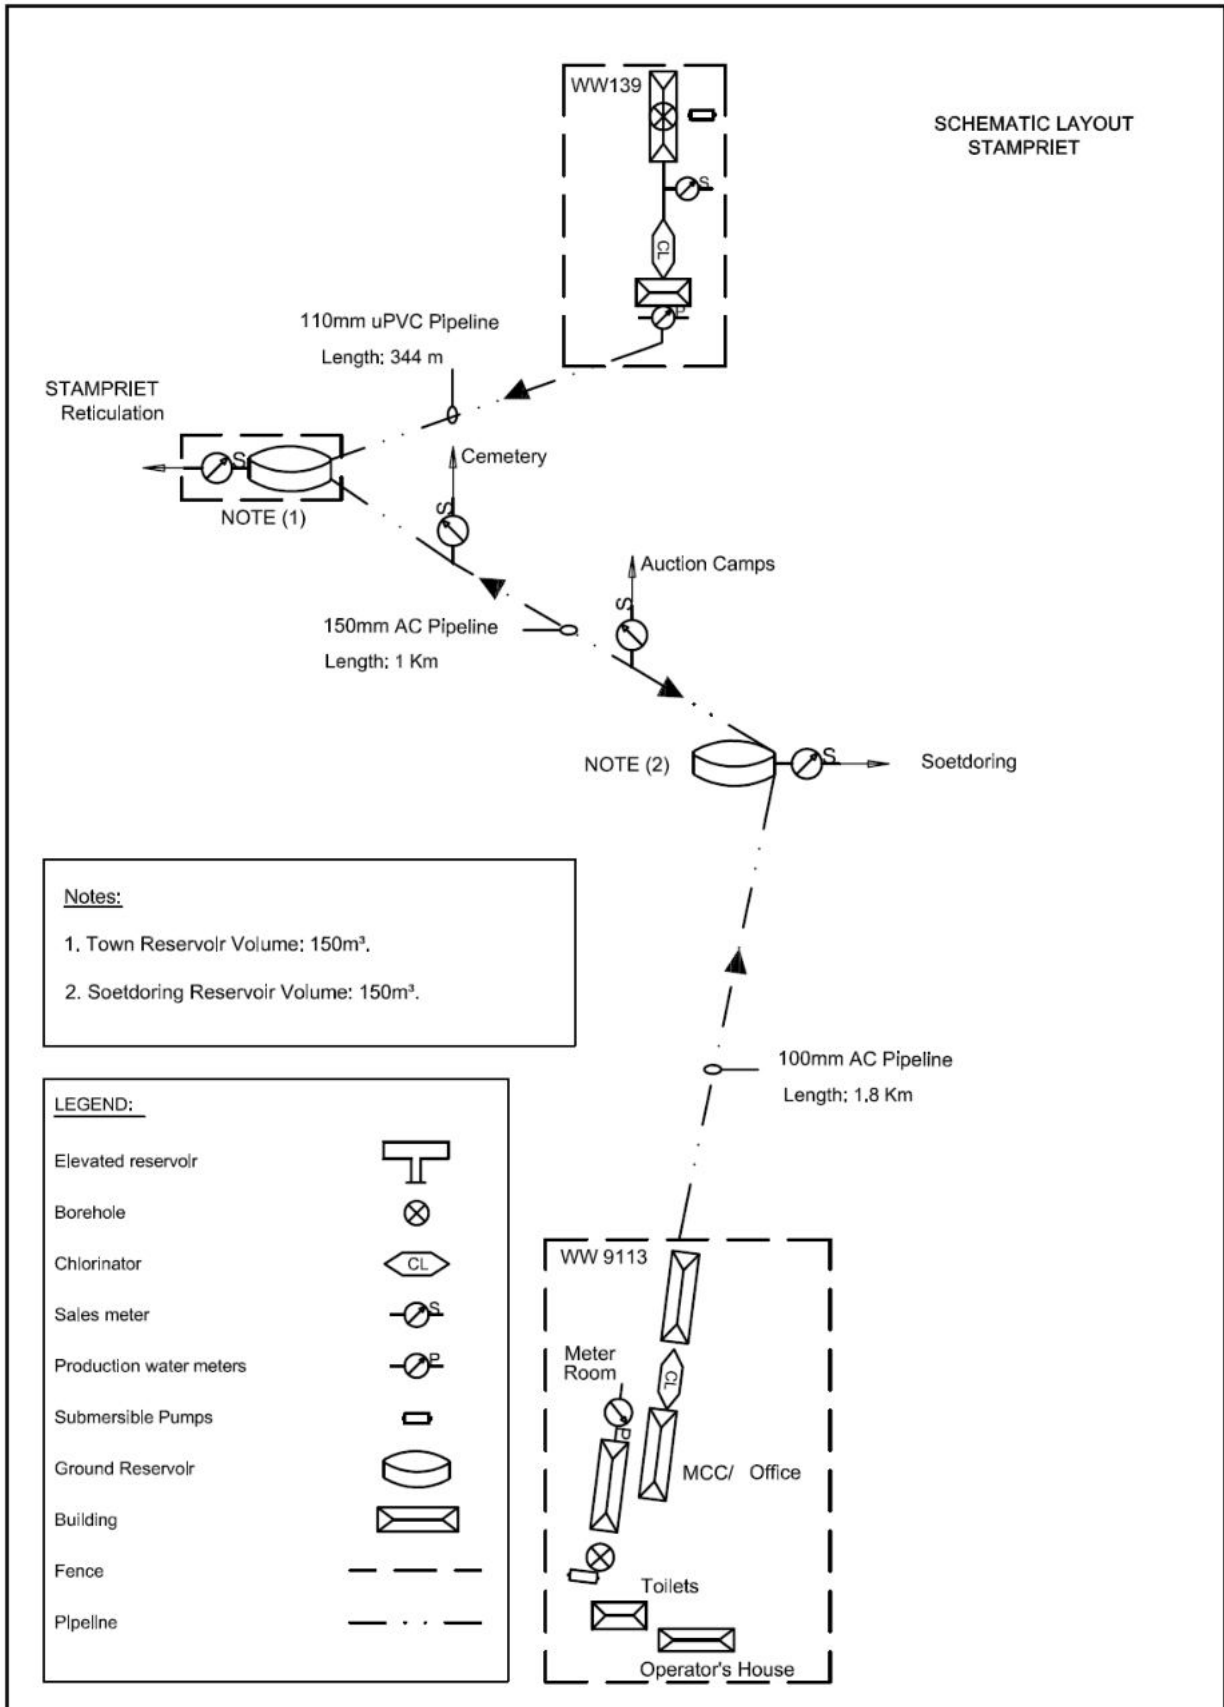 SCHEMATIC LAYOUT
STAMPRIET
WW139
S
CL
P
110mm uPVC Pipeline
Length: 344 m
STAMPRIET
Reticulation
S
NOTE (1)
Cemetery
S
Auction Camps
S
150mm AC Pipeline
Length: 1 Km
NOTE (2)
S
Soetdoring
Notes:
1. Town Reservoir Volume: 150m³.
2. Soetdoring Reservoir Volume: 150m³.
100mm AC Pipeline
Length: 1.8 Km
LEGEND:
Elevated reservoir
Borehole
Chlorinator
CL
Sales meter
S
Production water meters
P
Submersible Pumps
Ground Reservoir
Building
Fence
Pipeline
WW 9113
Meter
Room
CL
P
MCC/ Office
Toilets
Operator's House